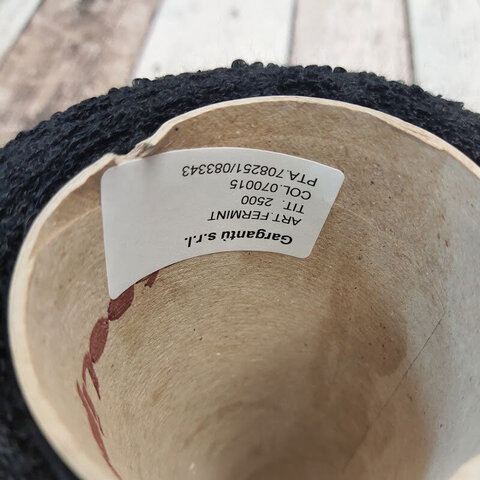 Gargantù s.r.l.
ART.FERMINT
TIT. 2500
COL.070015
PTA.708251/083343